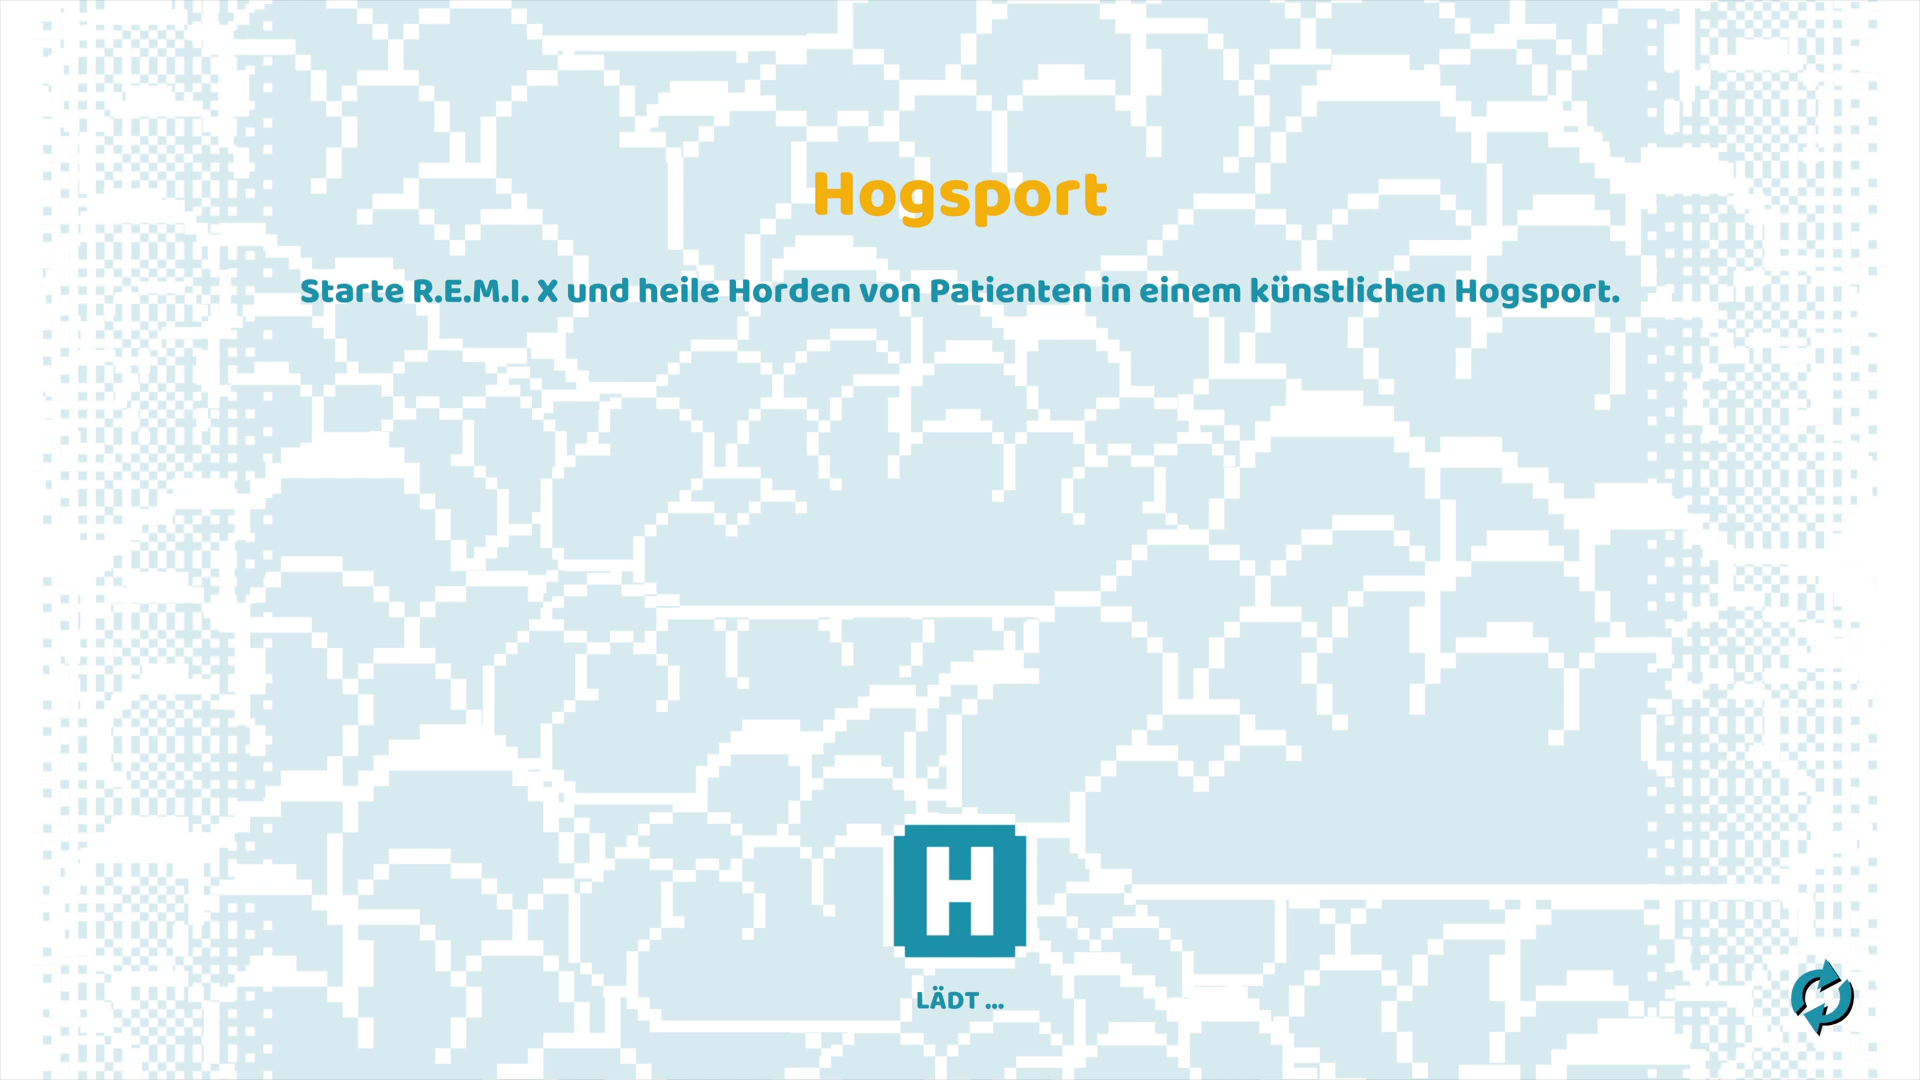 Hogsport
Starte R.E.M.I. X und heile Horden von Patienten in einem künstlichen Hogsport.
H
LÄDT ...